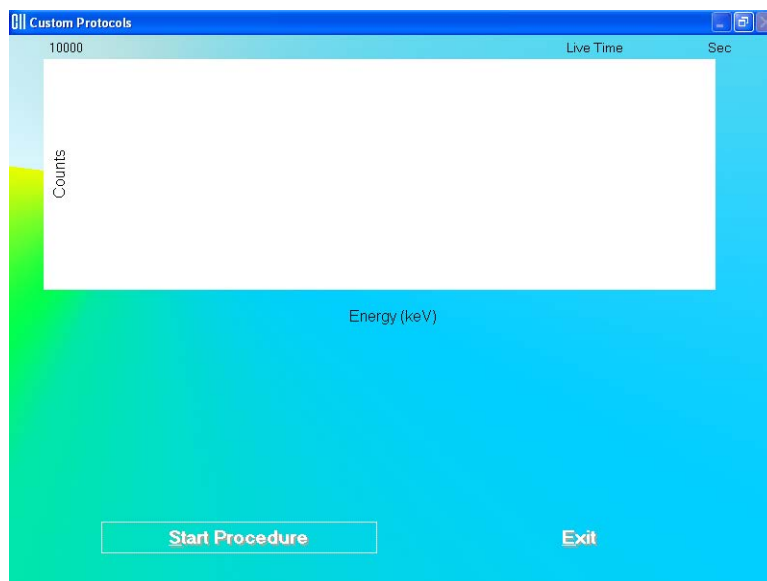 Custom Protocols
10000 Live Time Sec
Counts
Energy (keV)
Start Procedure Exit